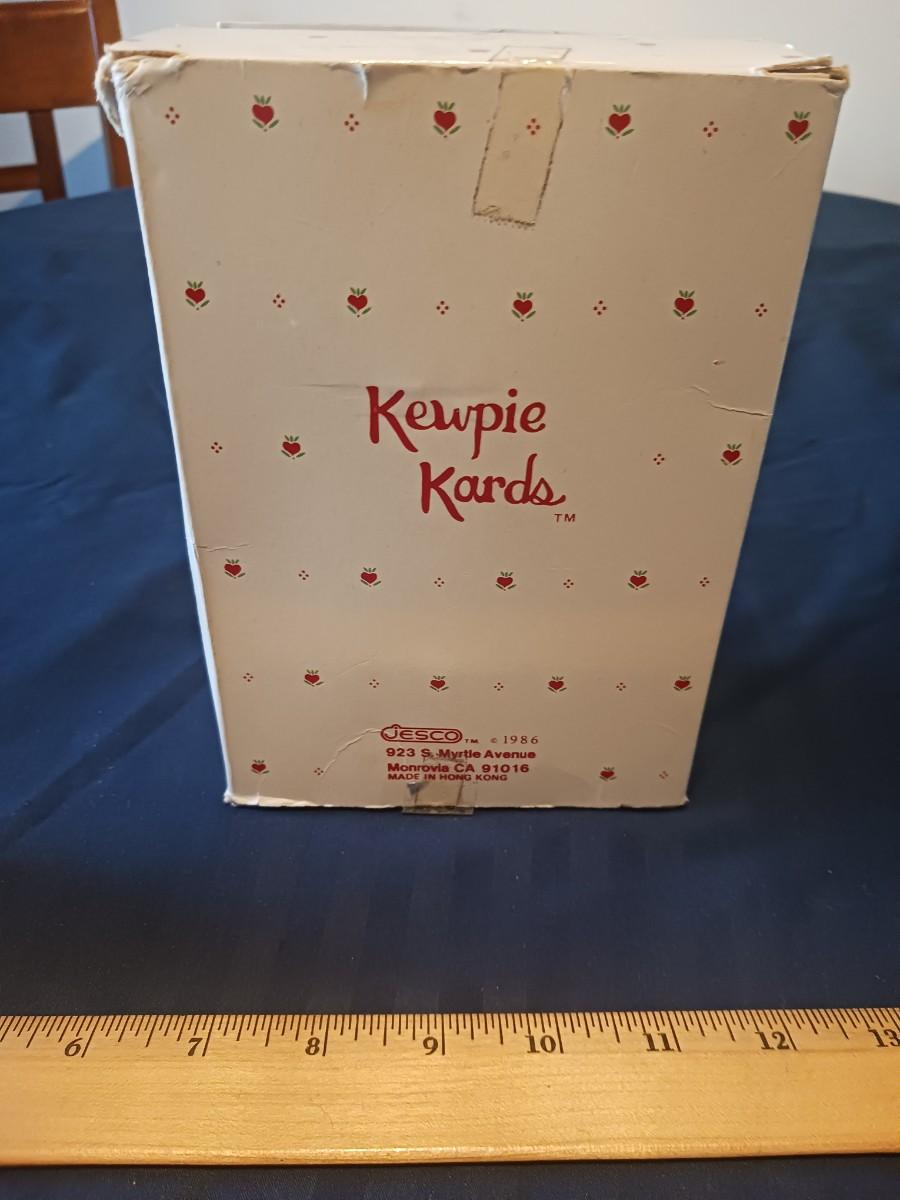 Kewpie
Kards
TM
JESCO TM © 1986
923 S. Myrtle Avenue
Monrovia CA 91016
MADE IN HONG KONG
6 7 8 9 10 11 12 13